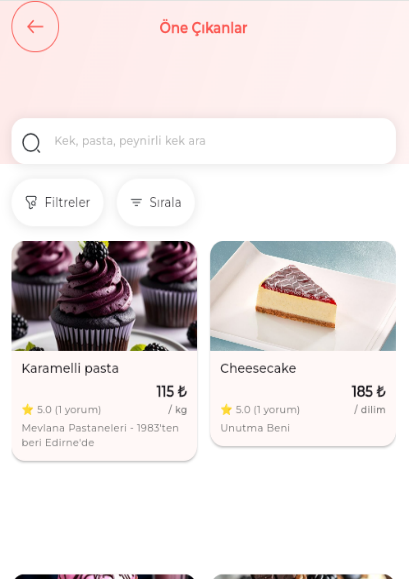 Öne Çıkanlar
Kek, pasta, peynirli kek ara
Filtreler
Sırala
Karamelli pasta
115 ₺
5.0 (1 yorum)
/ kg
Mevlana Pastaneleri - 1983'ten
beri Edirne'de
Cheesecake
185 ₺
5.0 (1 yorum)
/ dilim
Unutma Beni